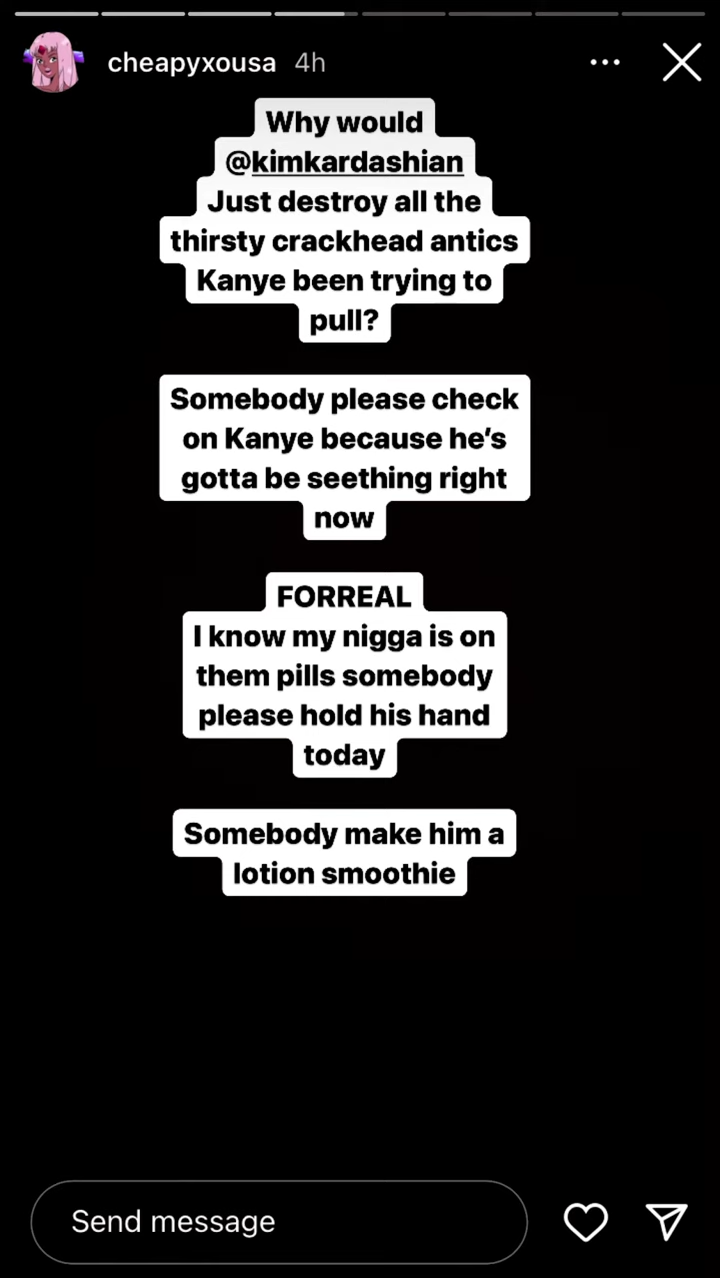 cheapyxousa 4h
Why would
@kimkardashian
Just destroy all the
thirsty crackhead antics
Kanye been trying to
pull?
Somebody please check
on Kanye because he’s
gotta be seething right
now
FORREAL
I know my nigga is on
them pills somebody
please hold his hand
today
Somebody make him a
lotion smoothie
Send message